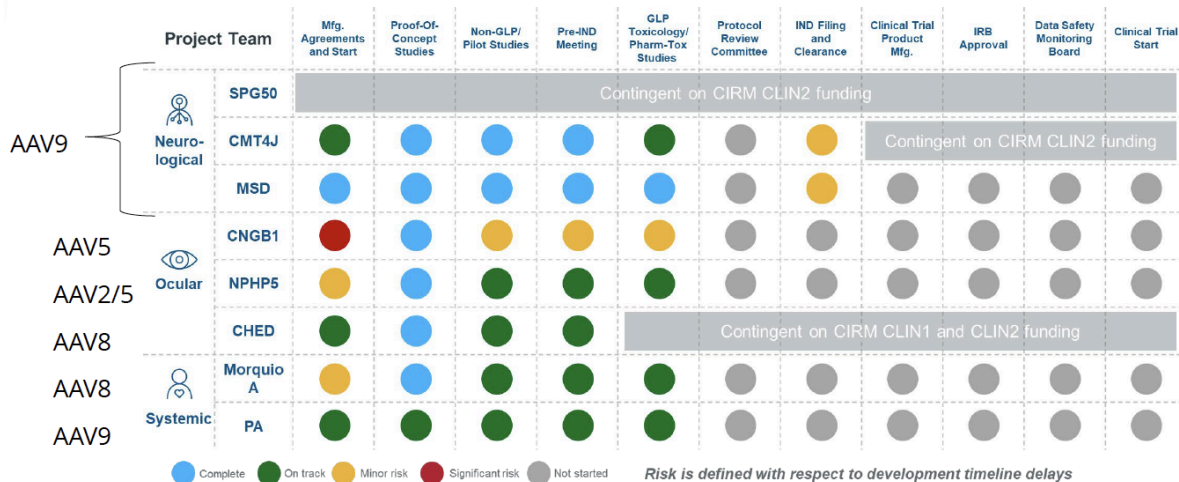 Project Team
Mfg.
Agreements
and Start
Proof-Of-
Concept
Studies
Non-GLP/
Pilot Studies
Pre-IND
Meeting
GLP
Toxicology/
Pharm-Tox
Studies
Protocol
Review
Committee
IND Filing
and
Clearance
Clinical Trial
Product
Mfg.
IRB
Approval
Data Safety
Monitoring
Board
Clinical Trial
Start
AAV9
Neuro-
logical
SPG50
Contingent on CIRM CLIN2 funding
CMT4J
Contingent on CIRM CLIN2 funding
MSD
AAV5
Ocular
CNGB1
AAV2/5
NPHP5
AAV8
CHED
Contingent on CIRM CLIN1 and CLIN2 funding
AAV8
Systemic
Morquio
A
AAV9
PA
Complete
On track
Minor risk
Significant risk
Not started
Risk is defined with respect to development timeline delays